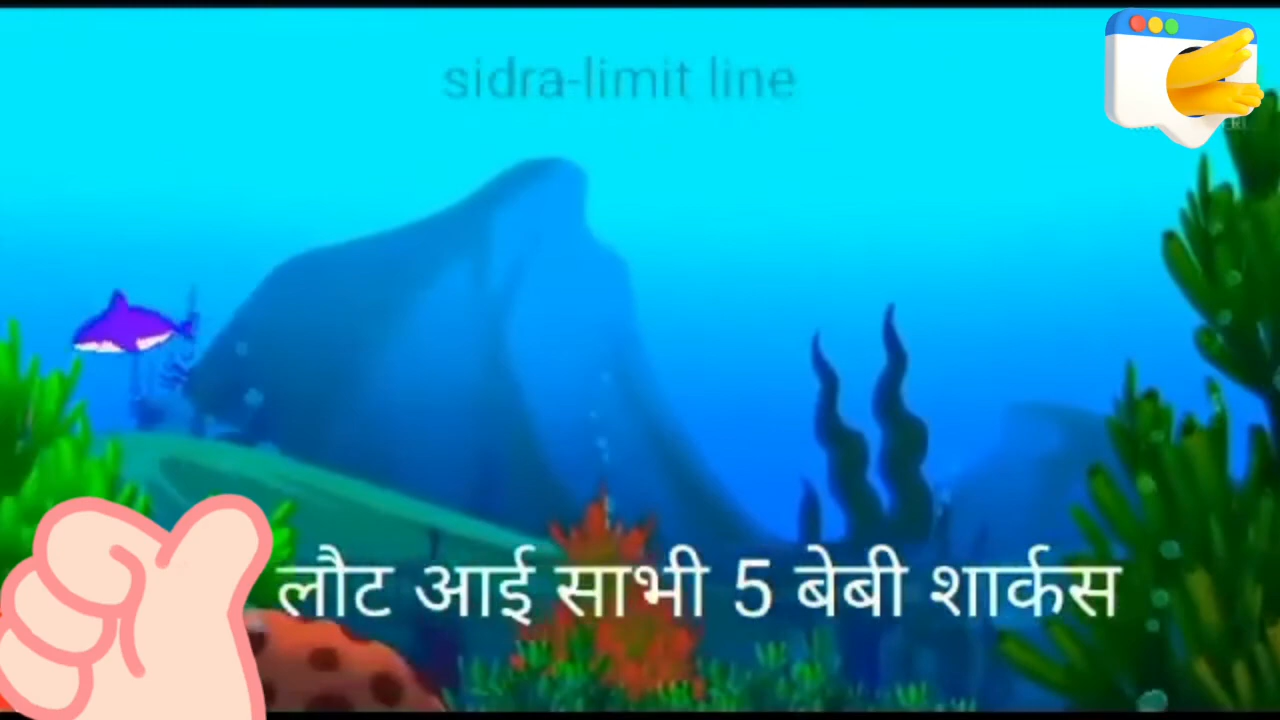 sidra-limit line
लौट आई साभी 5 बेबी शार्कस